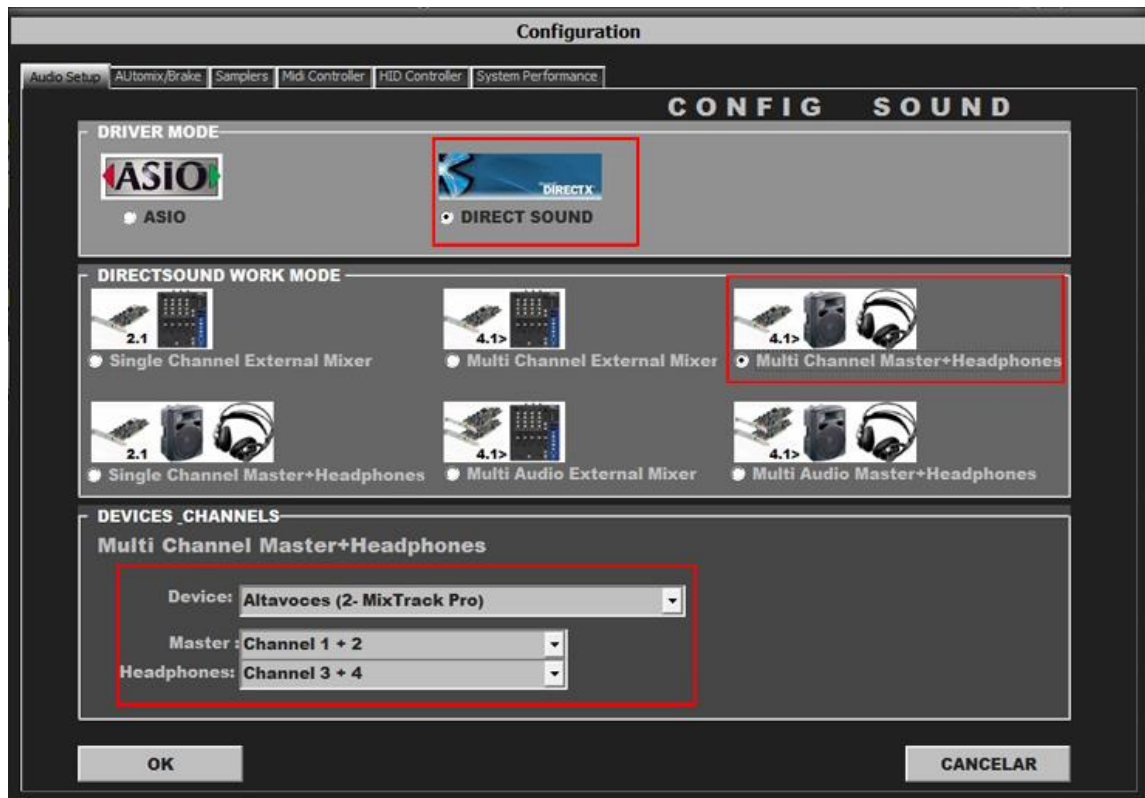 Configuration
Audio Setup AUtomix/Brake Samplers Midi Controller HID Controller System Performance
CONFIG SOUND
DRIVER MODE
ASIO
DIRECTX
ASIO
DIRECT SOUND
DIRECTSOUND WORK MODE
2.1
4.1>
4.1>
Single Channel External Mixer
Multi Channel External Mixer
Multi Channel Master+Headphones
2.1
4.1>
4.1>
Single Channel Master+Headphones
Multi Audio External Mixer
Multi Audio Master+Headphones
DEVICES_CHANNELS
Multi Channel Master+Headphones
Device: Altavoces (2- MixTrack Pro)
Master : Channel 1 + 2
Headphones: Channel 3 + 4
OK
CANCELAR